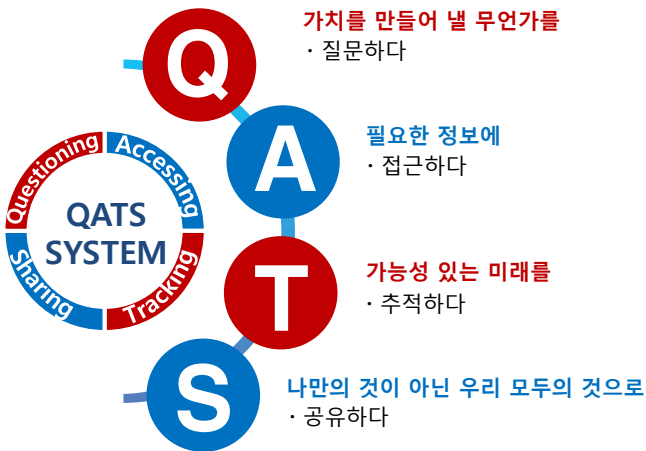 Q
가치를 만들어 낼 무언가를
· 질문하다
A
필요한 정보에
· 접근하다
Questioning
Accessing
QATS
SYSTEM
Sharing
Tracking
T
가능성 있는 미래를
· 추적하다
S
나만의 것이 아닌 우리 모두의 것으로
· 공유하다